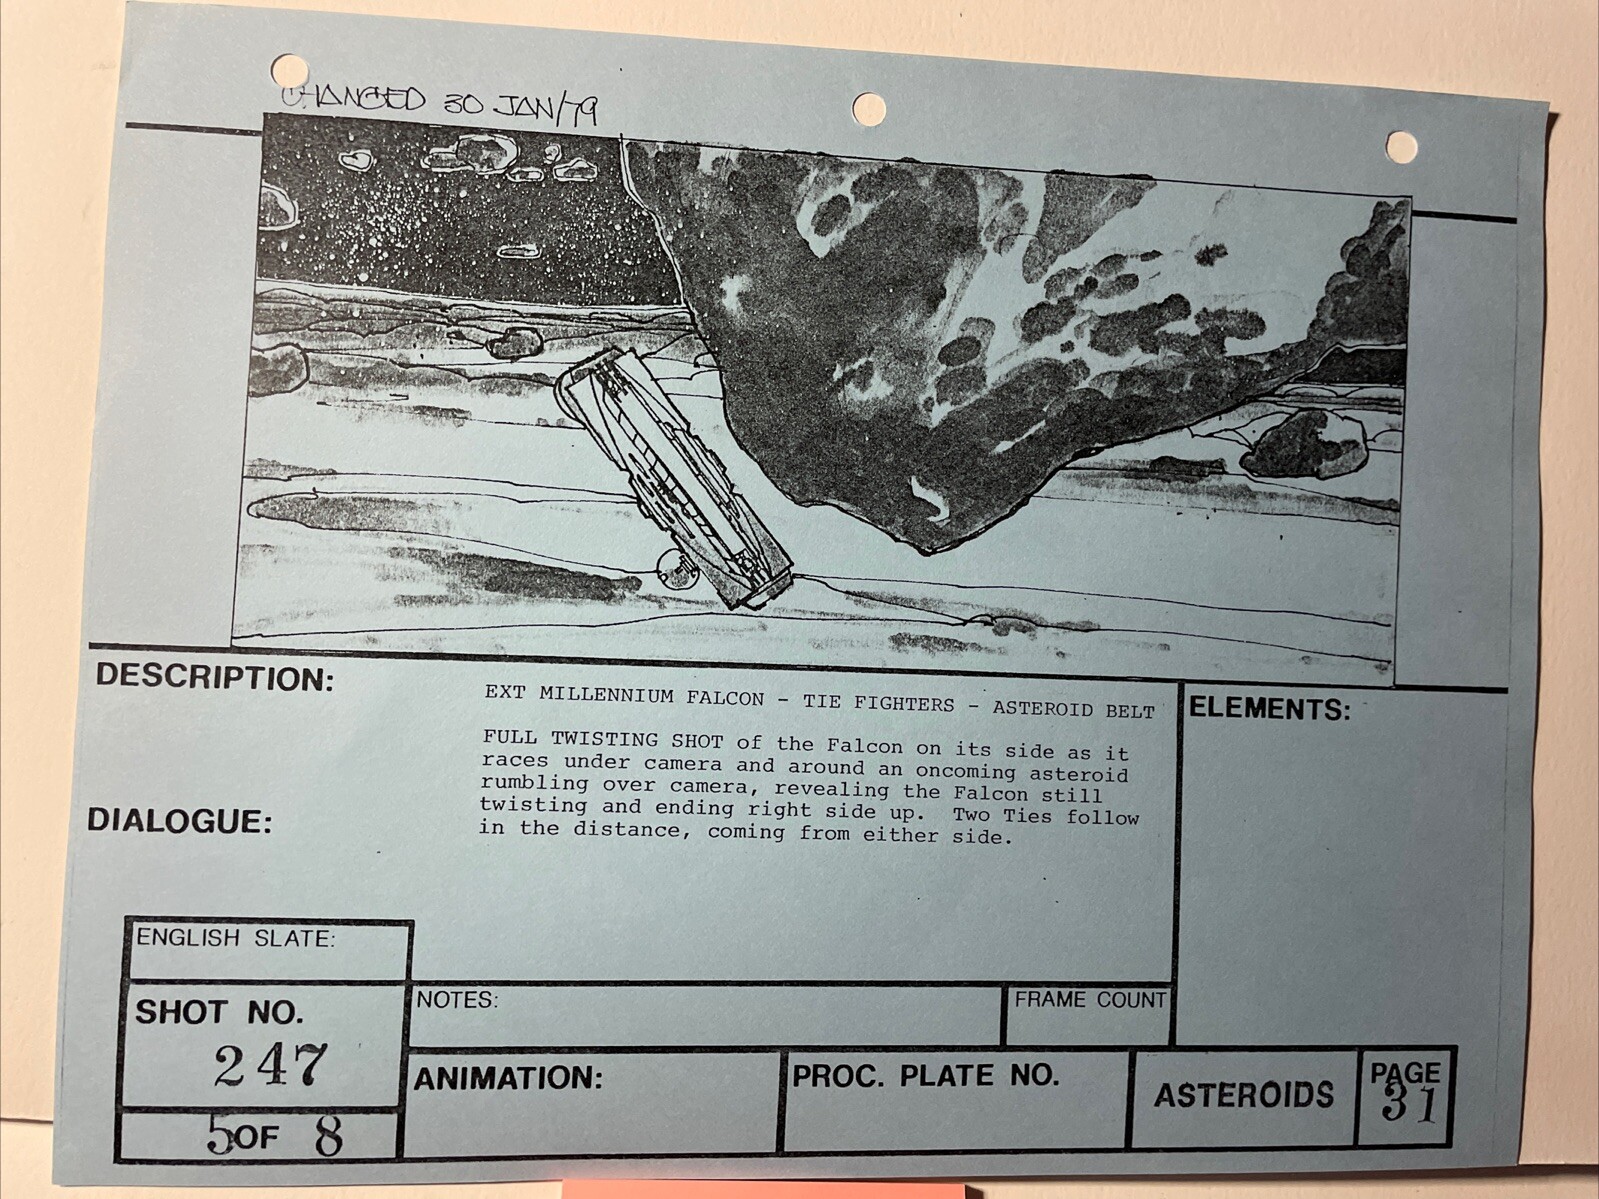 CHANGED 30 JAN/79
DESCRIPTION:
EXT MILLENNIUM FALCON - TIE FIGHTERS - ASTEROID BELT
FULL TWISTING SHOT of the Falcon on its side as it
races under camera and around an oncoming asteroid
rumbling over camera, revealing the Falcon still
twisting and ending right side up.  Two Ties follow
in the distance, coming from either side.
ELEMENTS:
DIALOGUE:
ENGLISH SLATE:
SHOT NO.
247
5 OF 8
NOTES:
FRAME COUNT
ANIMATION:
PROC. PLATE NO.
ASTEROIDS
PAGE
31